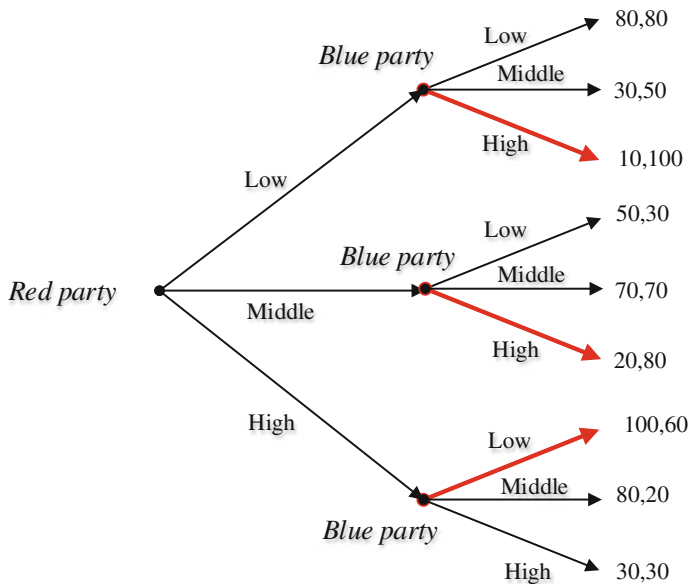 Low
80,80
Blue party
Middle
30,50
High
10,100
Low
Low
50,30
Blue party
Middle
70,70
Red party
Middle
High
20,80
High
Low
100,60
Middle
80,20
Blue party
High
30,30